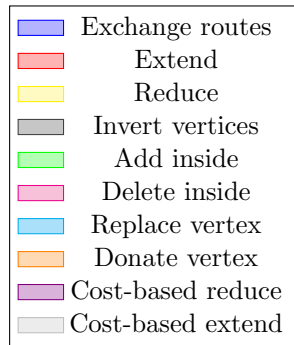 Exchange routes
Extend
Reduce
Invert vertices
Add inside
Delete inside
Replace vertex
Donate vertex
Cost-based reduce
Cost-based extend